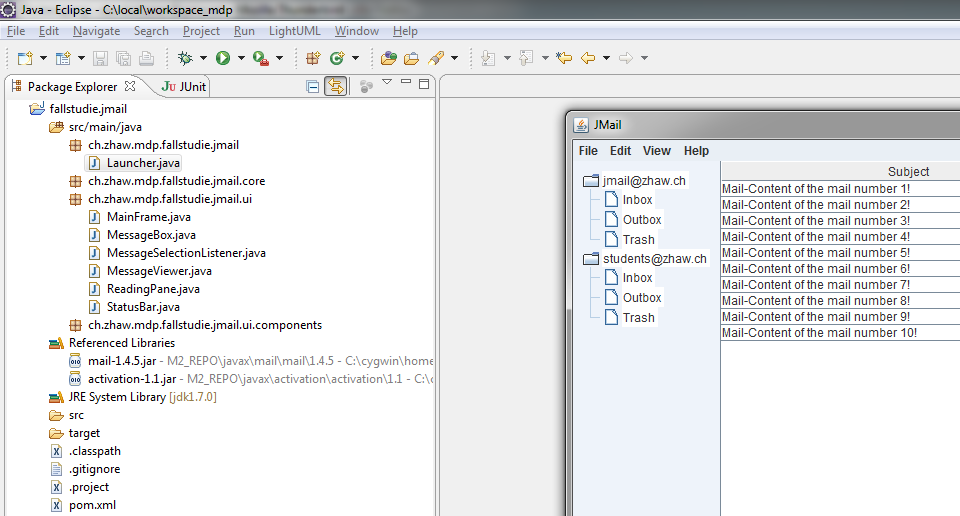 Java - Eclipse - C:\local\workspace_mdp
File Edit Navigate Search Project Run LightUML Window Help
Package Explorer JUnit
fallstudie.jmail
src/main/java
ch.zhaw.mdp.fallstudie.jmail
Launcher.java
ch.zhaw.mdp.fallstudie.jmail.core
ch.zhaw.mdp.fallstudie.jmail.ui
MainFrame.java
MessageBox.java
MessageSelectionListener.java
MessageViewer.java
ReadingPane.java
StatusBar.java
ch.zhaw.mdp.fallstudie.jmail.ui.components
Referenced Libraries
mail-1.4.5.jar - M2_REPO\javax\mail\mail\1.4.5 - C:\cygwin\home
activation-1.1.jar - M2_REPO\javax\activation\activation\1.1 - C:\
JRE System Library [jdk1.7.0]
src
target
.classpath
.gitignore
.project
pom.xml
JMail
File Edit View Help
jmail@zhaw.ch
Inbox
Outbox
Trash
students@zhaw.ch
Inbox
Outbox
Trash
Subject
Mail-Content of the mail number 1!
Mail-Content of the mail number 2!
Mail-Content of the mail number 3!
Mail-Content of the mail number 4!
Mail-Content of the mail number 5!
Mail-Content of the mail number 6!
Mail-Content of the mail number 7!
Mail-Content of the mail number 8!
Mail-Content of the mail number 9!
Mail-Content of the mail number 10!